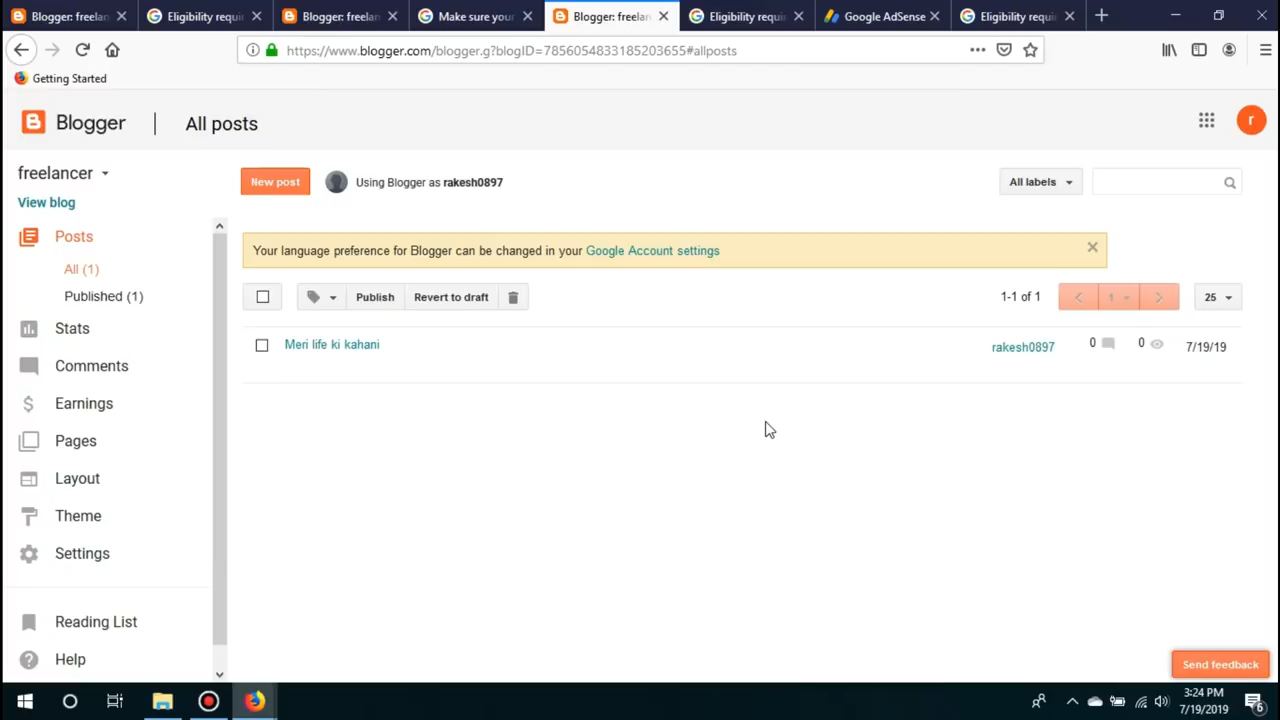 Blogger: freelan
Eligibility requi
Blogger: freelan
Make sure your
Blogger: freelan
Eligibility requi
Google AdSense
Eligibility requi
https://www.blogger.com/blogger.g?blogID=7856054833185203655#allposts
Getting Started
Blogger
All posts
r
freelancer
View blog
New post
Using Blogger as rakesh0897
All labels
Posts
All (1)
Published (1)
Stats
Comments
Earnings
Pages
Layout
Theme
Settings
Reading List
Help
Your language preference for Blogger can be changed in your Google Account settings
Publish
Revert to draft
1-1 of 1
1
25
Meri life ki kahani
rakesh0897
0
0
7/19/19
Send feedback
3:24 PM
7/19/2019
6